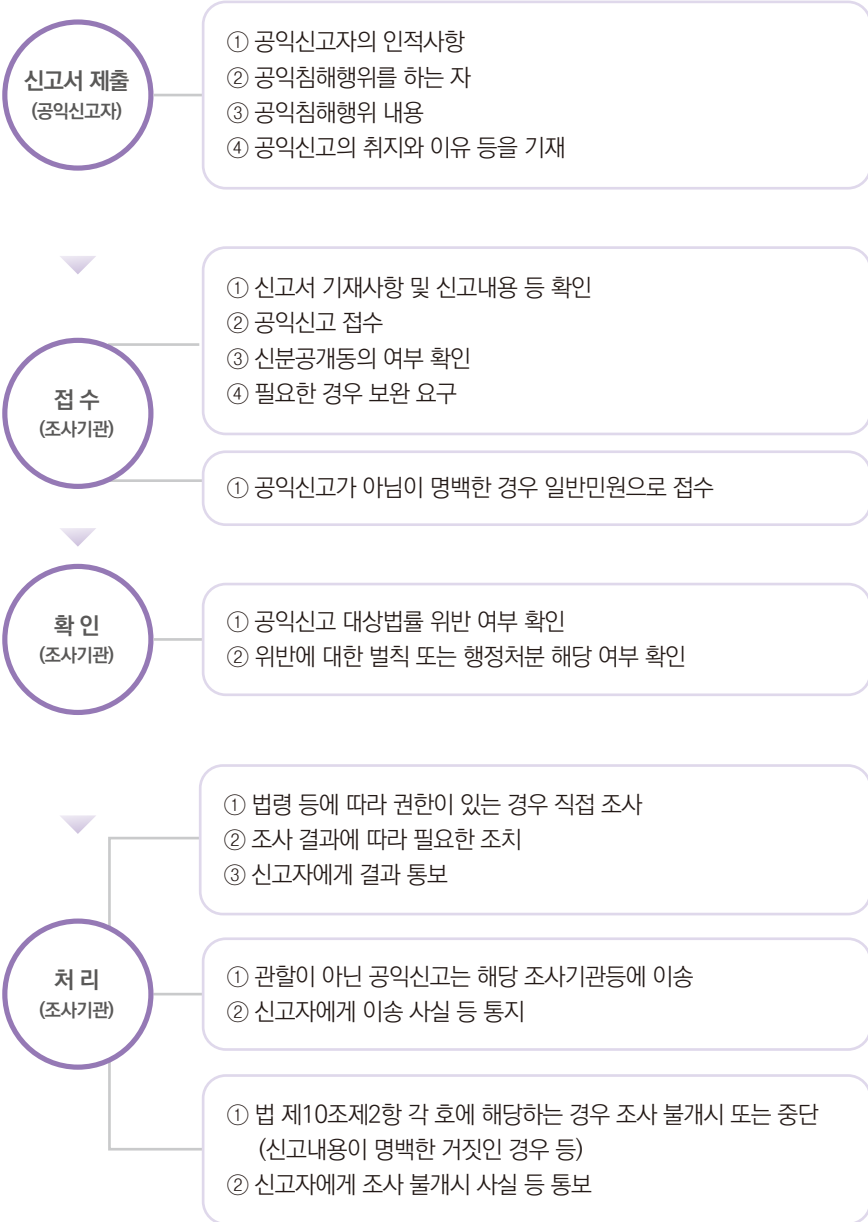 신고서 제출
(공익신고자)
① 공익신고자의 인적사항
② 공익침해행위를 하는 자
③ 공익침해행위 내용
④ 공익신고의 취지와 이유 등을 기재
접 수
(조사기관)
① 신고서 기재사항 및 신고내용 등 확인
② 공익신고 접수
③ 신분공개동의 여부 확인
④ 필요한 경우 보완 요구
① 공익신고가 아님이 명백한 경우 일반민원으로 접수
확 인
(조사기관)
① 공익신고 대상법률 위반 여부 확인
② 위반에 대한 벌칙 또는 행정처분 해당 여부 확인
처 리
(조사기관)
① 법령 등에 따라 권한이 있는 경우 직접 조사
② 조사 결과에 따라 필요한 조치
③ 신고자에게 결과 통보
① 관할이 아닌 공익신고는 해당 조사기관등에 이송
② 신고자에게 이송 사실 등 통지
① 법 제10조제2항 각 호에 해당하는 경우 조사 불개시 또는 중단
(신고내용이 명백한 거짓인 경우 등)
② 신고자에게 조사 불개시 사실 등 통보